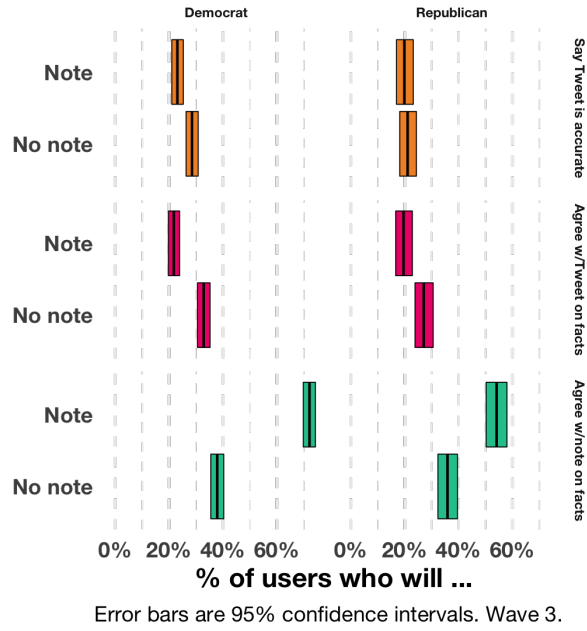 Democrat Republican
Note
No note
Say Tweet is accurate
Note
No note
Agree w/Tweet on facts
Note
No note
Agree w/note on facts
0% 20% 40% 60% 0% 20% 40% 60%
% of users who will ...
Error bars are 95% confidence intervals. Wave 3.